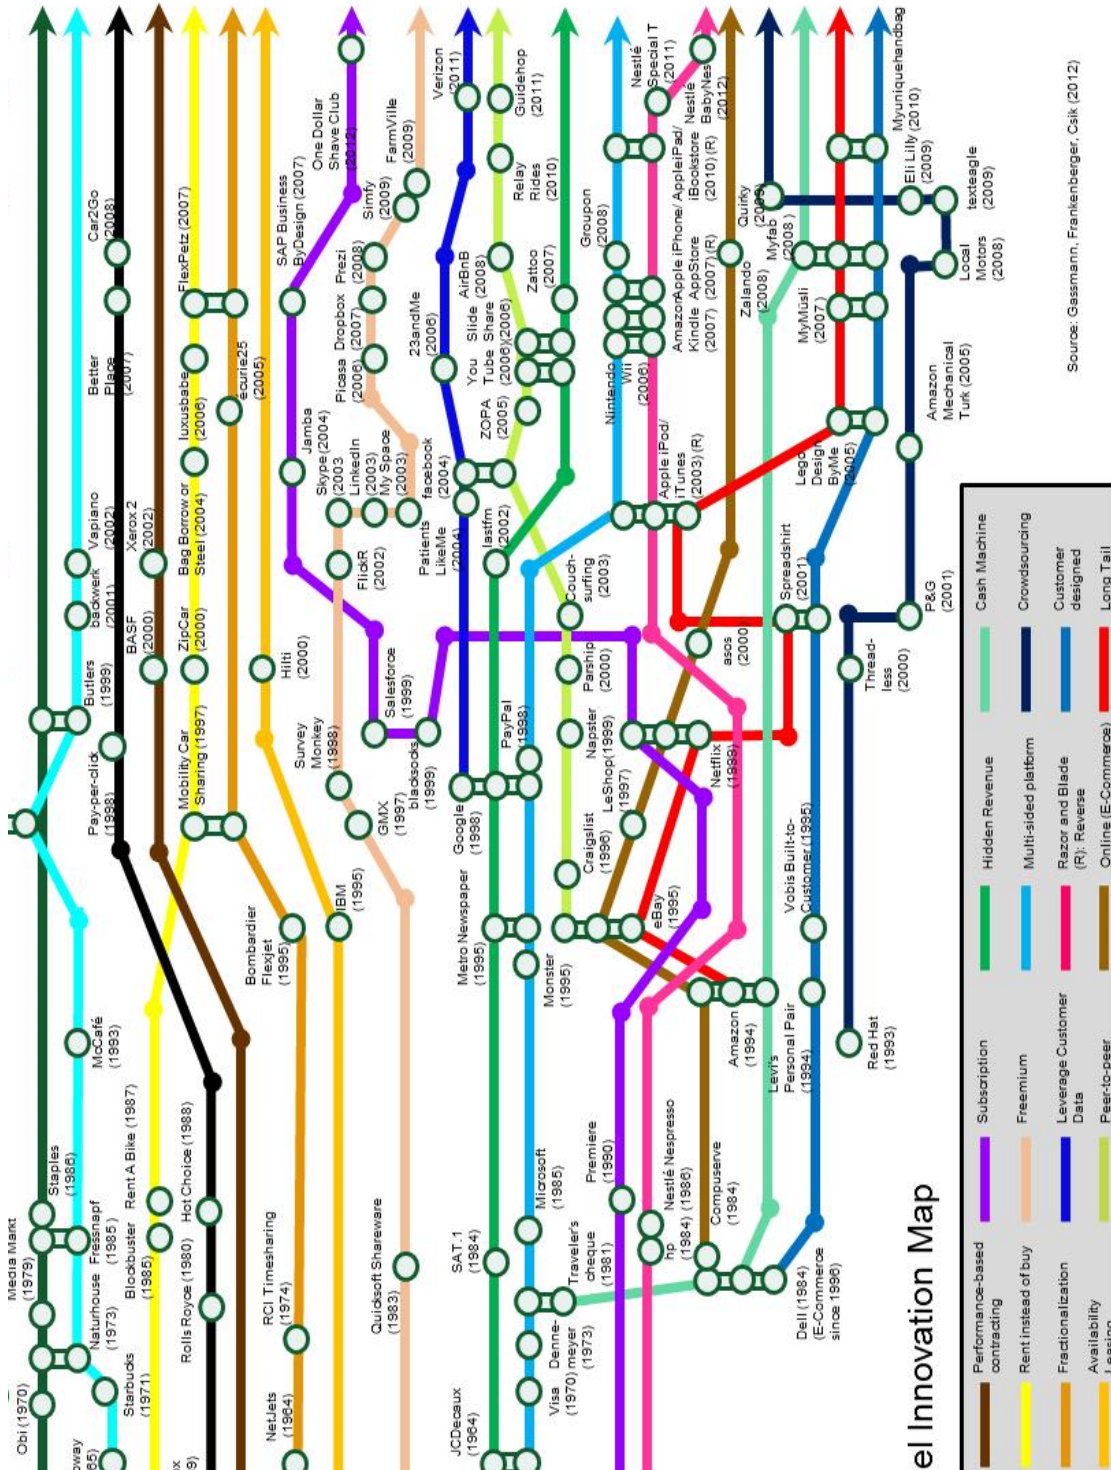 Obi (1970)
Media Markt
(1979)
Staples
(1986)
Naturhouse
(1973)
Fressnapf
(1985)
Starbucks
(1971)
McCafé
(1993)
Butlers
(1999)
backwerk
(2001)
Vapiano
(2002)
Pay-per-click
(1998)
Better
Place
(2007)
Car2Go
(2008)
Blockbuster
(1985)
Rent A Bike (1987)
Rolls Royce (1980)
Hot Choice (1988)
BASF
(2000)
Xerox 2
(2002)
Mobility Car
Sharing (1997)
ZipCar
(2000)
Bag Borrow or
Steel (2004)
luxusbabe
(2006)
FlexPetz (2007)
écurie25
(2005)
NetJets
(1964)
RCI Timesharing
(1974)
Bombardier
Flexjet
(1995)
IBM
(1995)
Hilti
(2000)
Jamba
(2004)
SAP Business
ByDesign (2007)
One Dollar
Shave Club
(2012)
Survey
Monkey
(1998)
GMX
(1997)
Salesforce
(1999)
blacksocks
(1999)
FlickR
(2002)
Skype
(2003
LinkedIn
(2003)
My Space
(2003)
Picasa
(2006)
Dropbox
(2007)
Prezi
(2008)
Simfy
(2009)
FarmVille
(2009)
Quicksoft Shareware
(1983)
facebook
(2004)
Patients
LikeMe
(2004)
23andMe
(2006)
Verizon
(2011)
JCDecaux
(1964)
SAT.1
(1984)
Metro Newspaper
(1995)
Google
(1998)
lastfm
(2002)
ZOPA
(2005)
You
Tube
(2006)
Slide
Share
(2006)
AirBnB
(2008)
Relay
Rides
(2010)
Guidehop
(2011)
Zattoo
(2007)
Visa
(1970)
Denne-
meyer
(1973)
Traveler's
cheque
(1981)
Microsoft
(1985)
Monster
(1995)
PayPal
(1998)
Craigslist
(1996)
Napster
(1999)
Parship
(2000)
Couch-
surfing
(2003)
Groupon
(2008)
Nintendo
Wii
(2006)
Premiere
(1990)
LeShop
(1997)
eBay
(1995)
Netflix
(1999)
Apple iPod/
iTunes
(2003) (R)
Amazon
Kindle
(2007)
Apple iPhone/
AppStore
(2007) (R)
AppleiPad/
iBookstore
(2010) (R)
Nestlé
Special T
(2011)
Nestlé
BabyNes
(2012)
hp
(1984)
Nestlé Nespresso
(1986)
Compuserve
(1984)
Amazon
(1994)
asos
(2000)
Zalando
(2008)
Dell (1984)
(E-Commerce
since 1996)
Levi's
Personal Pair
(1994)
Vobis Built-to-
Customer (1995)
Spreadshirt
(2001)
Lego
Design
ByMe
(2005)
MyMüsli
(2007
Myfab
(2008)
Quirky
(2009)
Myuniquehandbag
(2010)
Red Hat
(1993)
Thread-
less
(2000)
P&G
(2001)
Amazon
Mechanical
Turk (2005)
Local
Motors
(2008)
texteagle
(2009)
Eli Lilly
(2009)
Source: Gassmann, Frankenberger, Csik (2012)
el Innovation Map
Performance-based
contracting
Subscription
Hidden Revenue
Cash Machine
Rent instead of buy
Freemium
Multi-sided platform
Crowdsourcing
Fractionalization
Leverage Customer
Data
Razor and Blade
(R): Reverse
Customer
designed
Availability
Leasing
Peer-to-peer
Online (E-Commerce)
Long Tail